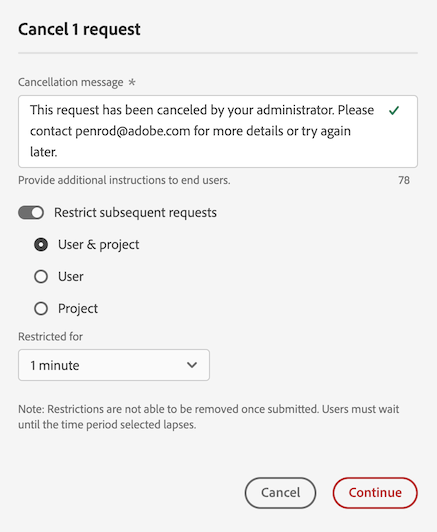 Cancel 1 request
Cancellation message *
This request has been canceled by your administrator. Please
contact penrod@adobe.com for more details or try again
later.
Provide additional instructions to end users. 78
Restrict subsequent requests
User & project
User
Project
Restricted for
1 minute
Note: Restrictions are not able to be removed once submitted. Users must wait
until the time period selected lapses.
Cancel Continue